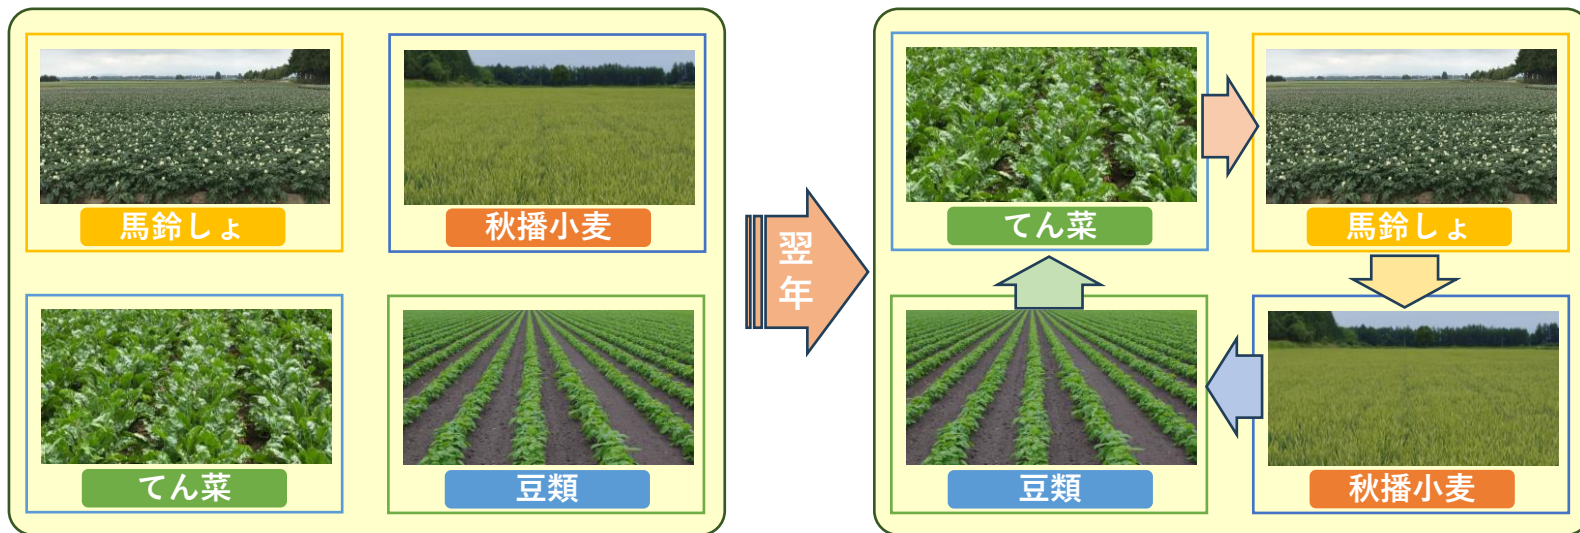 馬鈴しょ
秋播小麦
てん菜
豆類
翌
年
てん菜
馬鈴しょ
豆類
秋播小麦